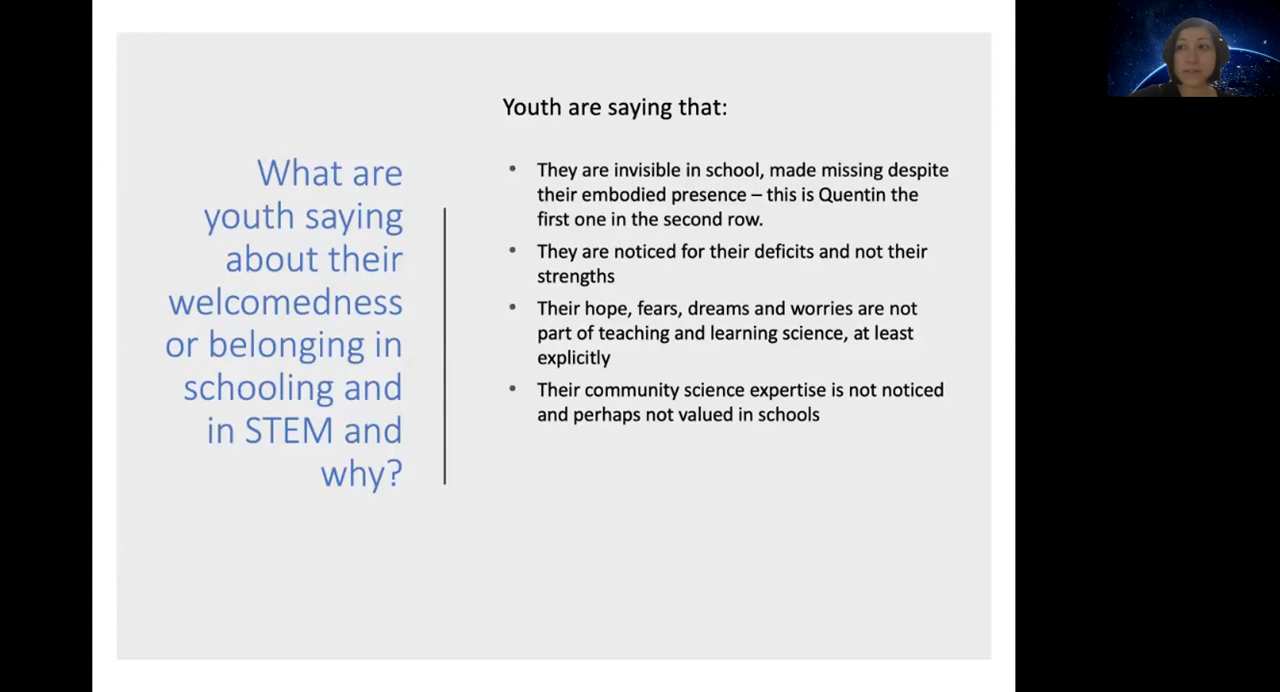 What are
youth saying
about their
welcomedness
or belonging in
schooling and
in STEM and
why?
Youth are saying that:
• They are invisible in school, made missing despite
their embodied presence – this is Quentin the
first one in the second row.
• They are noticed for their deficits and not their
strengths
• Their hope, fears, dreams and worries are not
part of teaching and learning science, at least
explicitly
• Their community science expertise is not noticed
and perhaps not valued in schools